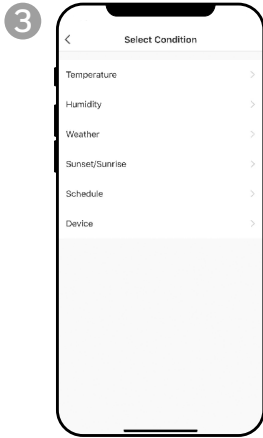 3
Select Condition
Temperature
Humidity
Weather
Sunset/Sunrise
Schedule
Device